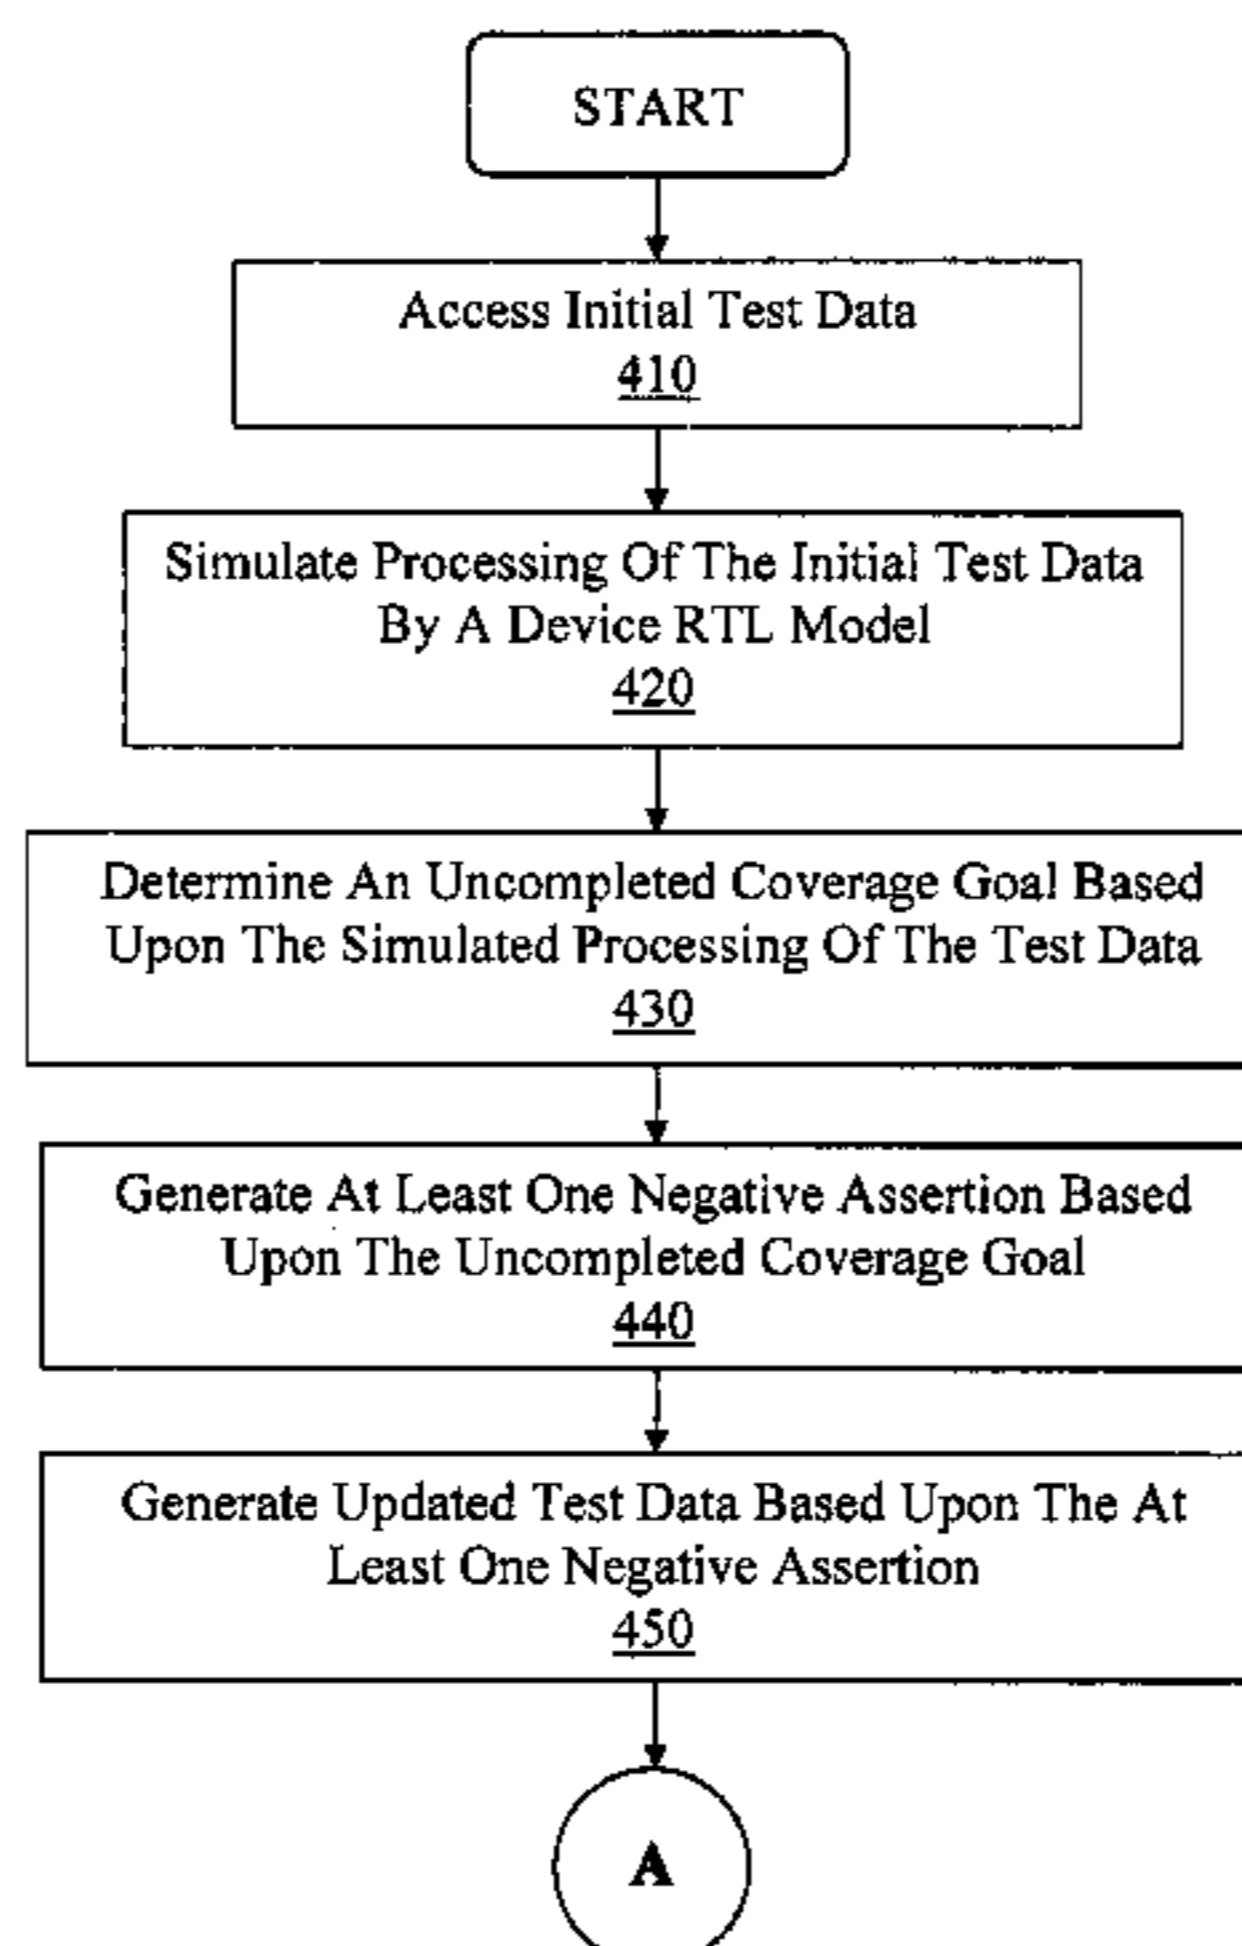 START
Access Initial Test Data
410
Simulate Processing Of The Initial Test Data
By A Device RTL Model
420
Determine An Uncompleted Coverage Goal Based
Upon The Simulated Processing Of The Test Data
430
Generate At Least One Negative Assertion Based
Upon The Uncompleted Coverage Goal
440
Generate Updated Test Data Based Upon The At
Least One Negative Assertion
450
A